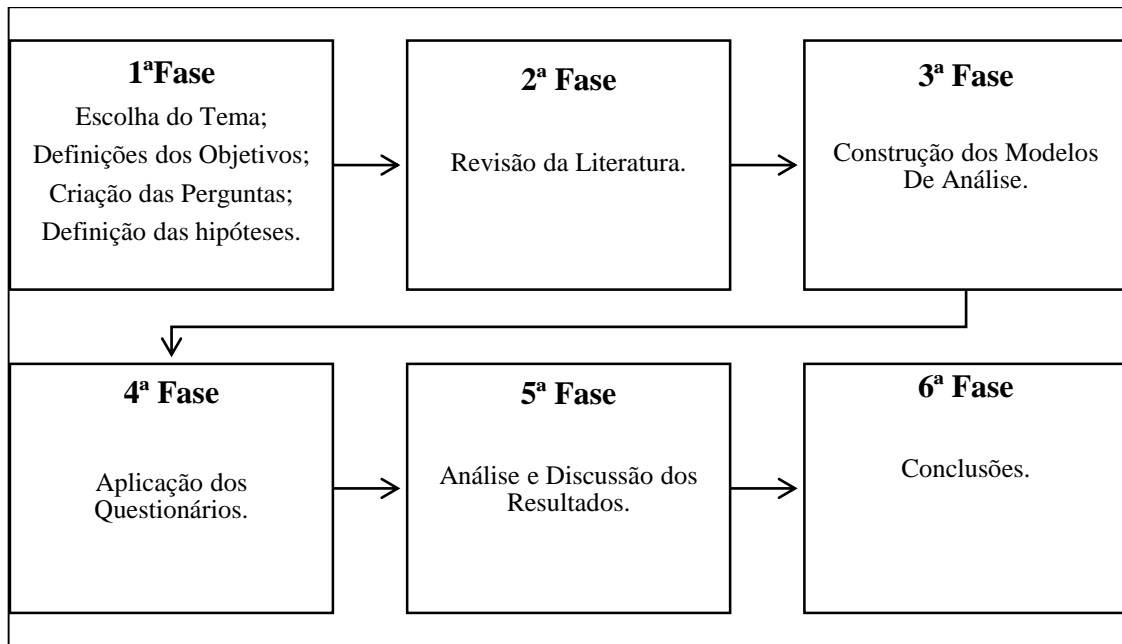 1ªFase
Escolha do Tema;
Definições dos Objetivos;
Criação das Perguntas;
Definição das hipóteses.
2ª Fase
Revisão da Literatura.
3ª Fase
Construção dos Modelos
De Análise.
4ª Fase
Aplicação dos
Questionários.
5ª Fase
Análise e Discussão dos
Resultados.
6ª Fase
Conclusões.